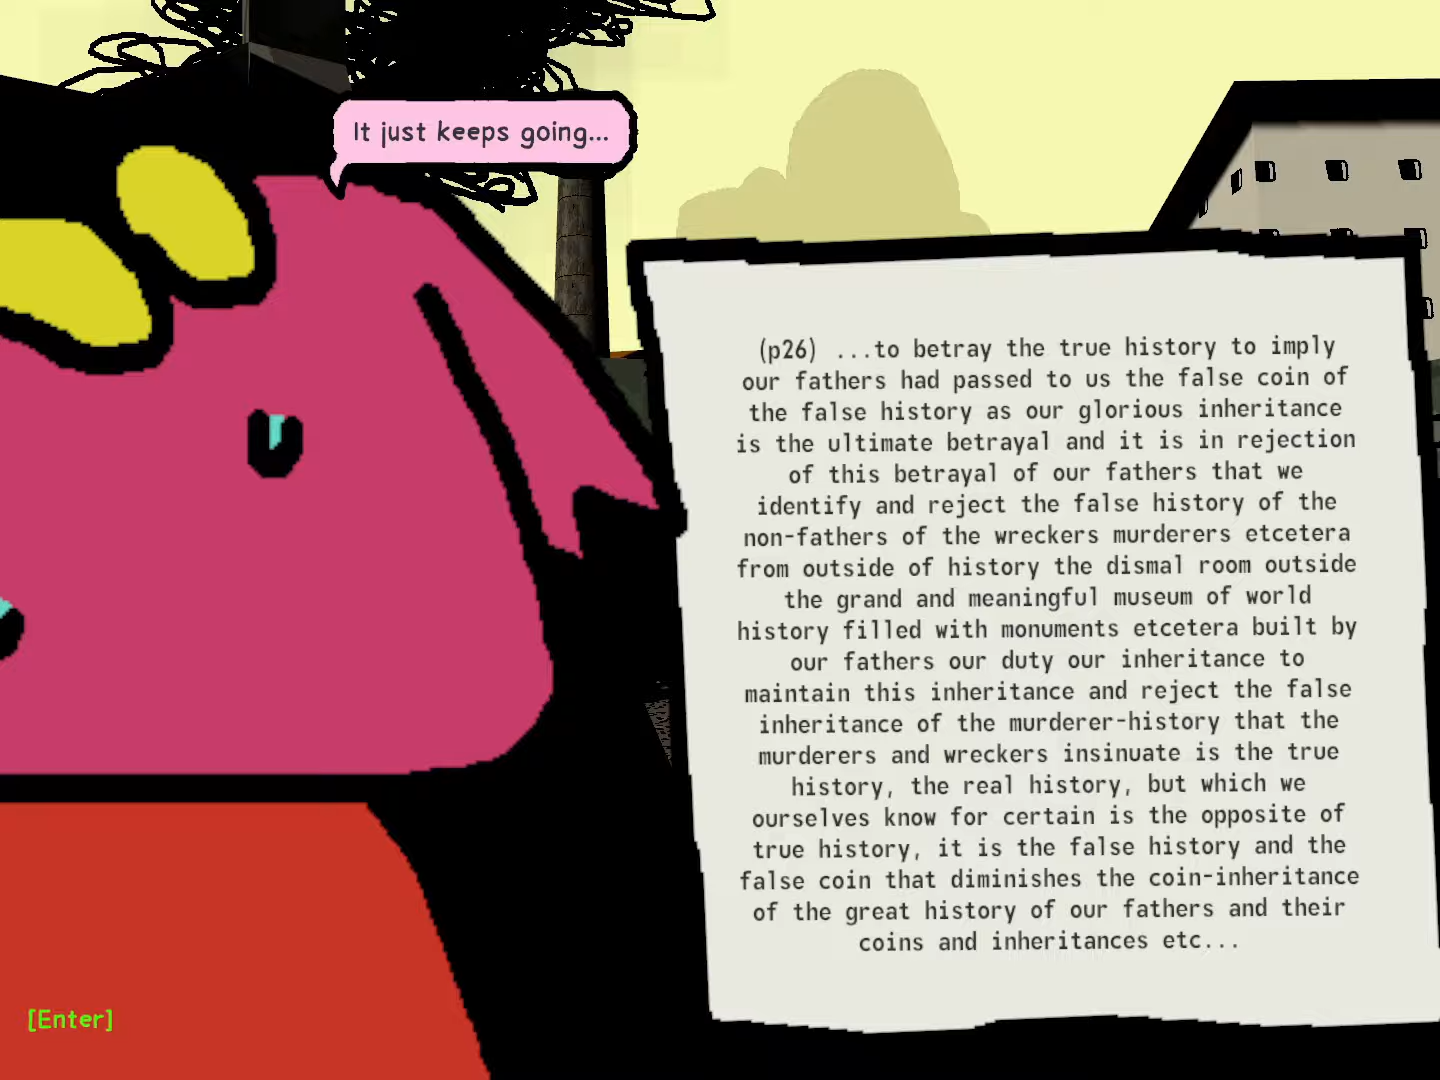 It just keeps going...
(p26) ...to betray the true history to imply
our fathers had passed to us the false coin of
the false history as our glorious inheritance
is the ultimate betrayal and it is in rejection
of this betrayal of our fathers that we
identify and reject the false history of the
non-fathers of the wreckers murderers etcetera
from outside of history the dismal room outside
the grand and meaningful museum of world
history filled with monuments etcetera built by
our fathers our duty our inheritance to
maintain this inheritance and reject the false
inheritance of the murderer-history that the
murderers and wreckers insinuate is the true
history, the real history, but which we
ourselves know for certain is the opposite of
true history, it is the false history and the
false coin that diminishes the coin-inheritance
of the great history of our fathers and their
coins and inheritances etc...
[Enter]